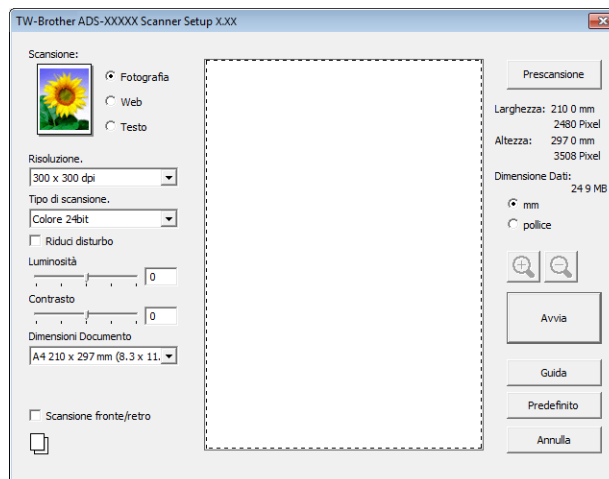 TW-Brother ADS-XXXXX Scanner Setup X.XX
Scansione:
Fotografia
Web
Testo
Risoluzione.
300 x 300 dpi
Tipo di scansione.
Colore 24bit
Riduci disturbo
Luminosità
0
Contrasto
0
Dimensioni Documento
A4 210 x 297 mm (8.3 x 11.
Scansione fronte/retro
Prescansione
Larghezza: 210 0 mm
2480 Pixel
Altezza: 297 0 mm
3508 Pixel
Dimensione Dati:
24 9 MB
mm
pollice
Avvia
Guida
Predefinito
Annulla